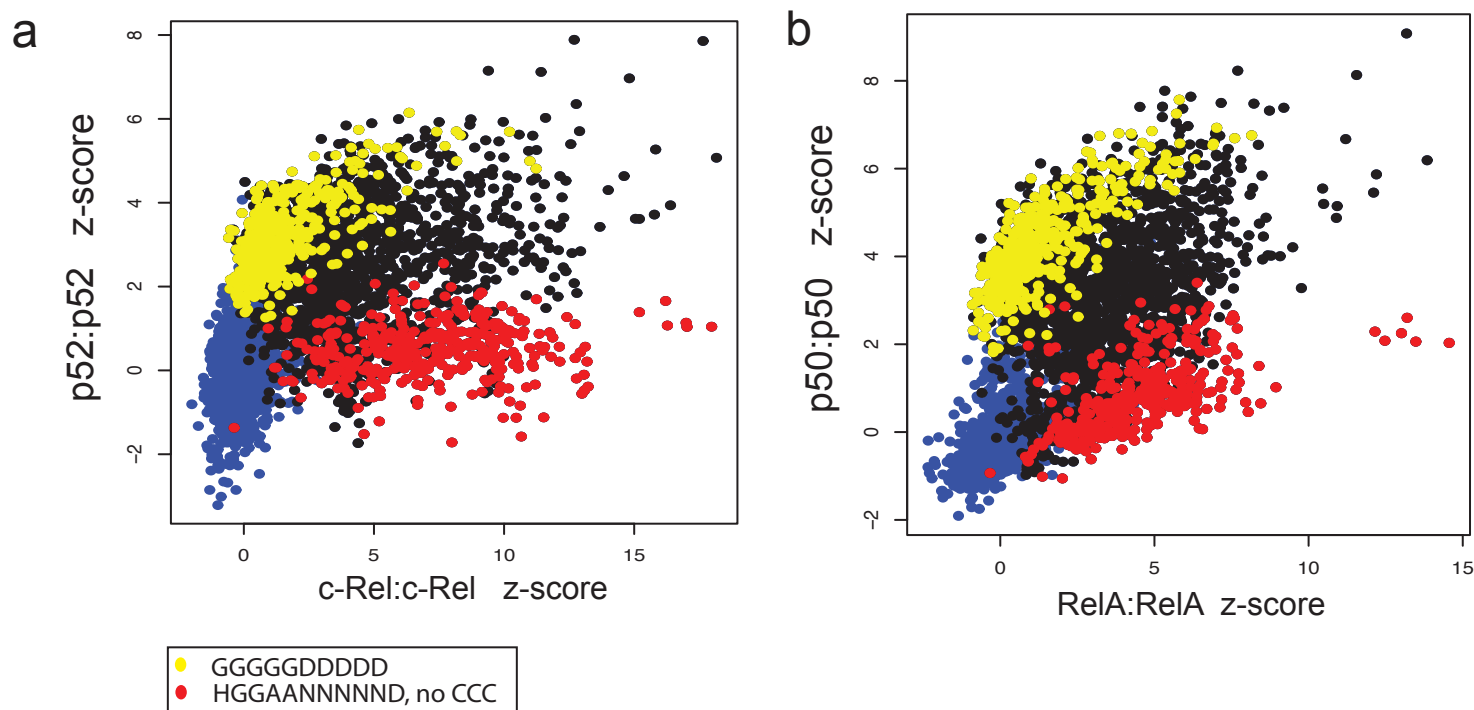 a
b
p52:p52 z-score
8
6
4
2
0
−2
0
5
10
15
c-Rel:c-Rel z-score
p50:p50 z-score
8
6
4
2
0
−2
0
5
10
15
RelA:RelA z-score
GGGGGDDDDD
HGGAANNNNND, no CCC